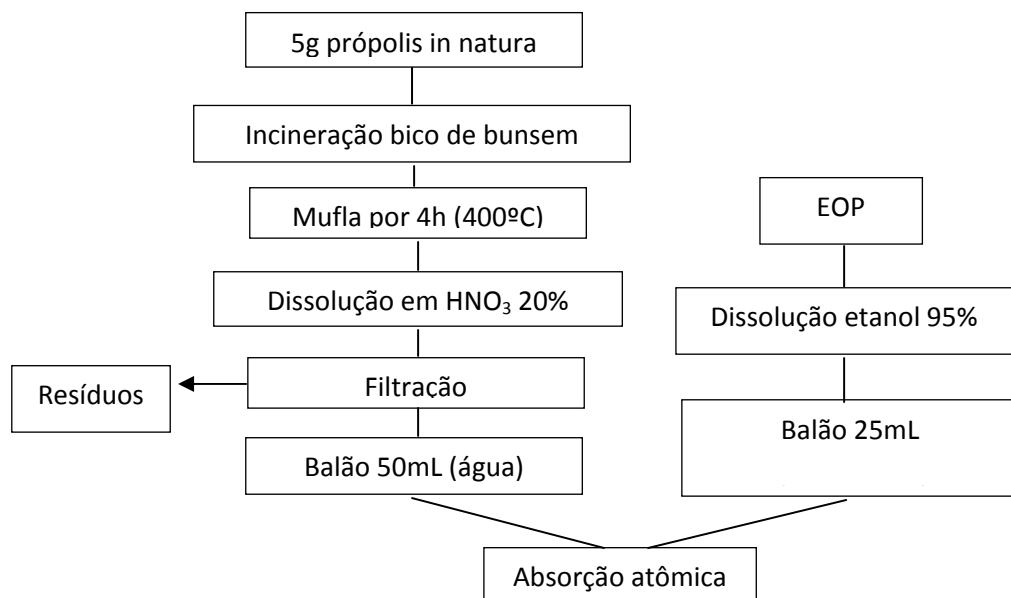 5g própolis in natura
Incineração bico de bunsem
Mufla por 4h (400ºC)
EOP
Dissolução em HNO₃ 20%
Dissolução etanol 95%
Resíduos
Filtração
Balão 25mL
Balão 50mL (água)
Absorção atômica